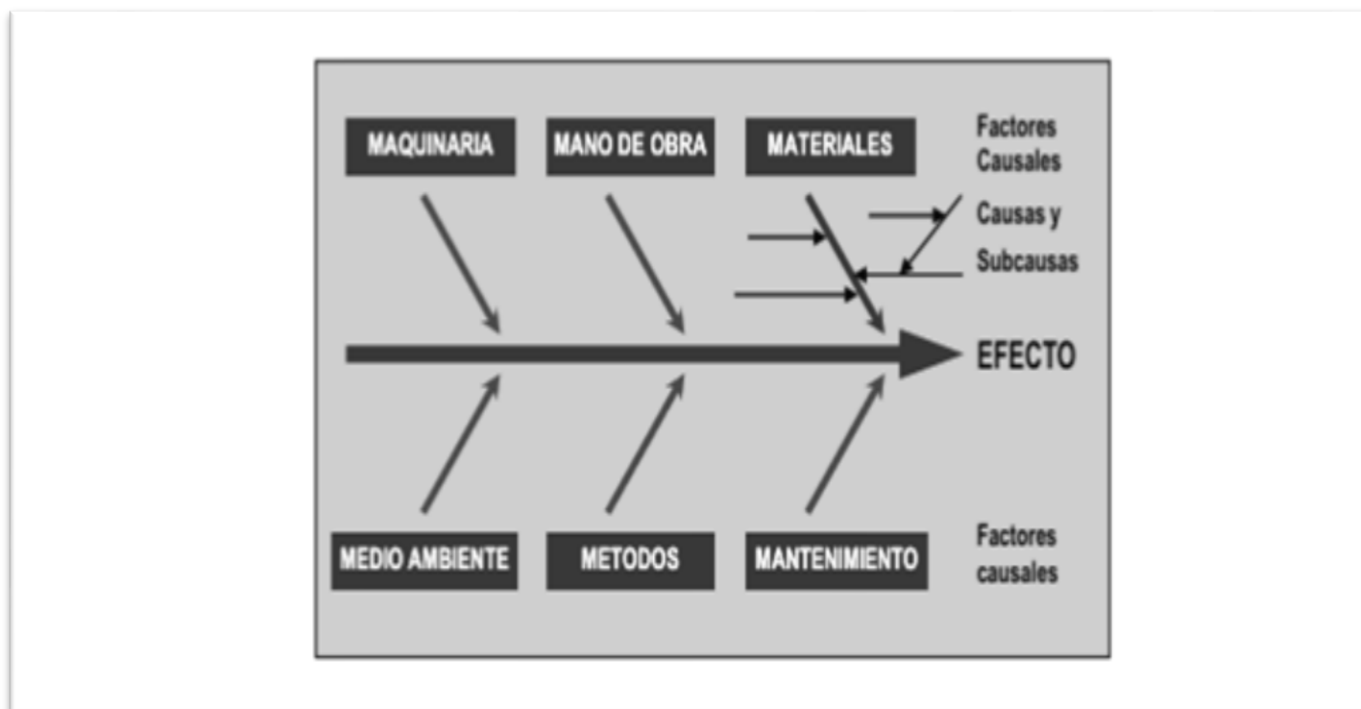 MAQUINARIA
MANO DE OBRA
MATERIALES
Factores
Causales
Causas y
Subcausas
EFECTO
MEDIO AMBIENTE
METODOS
MANTENIMIENTO
Factores
causales